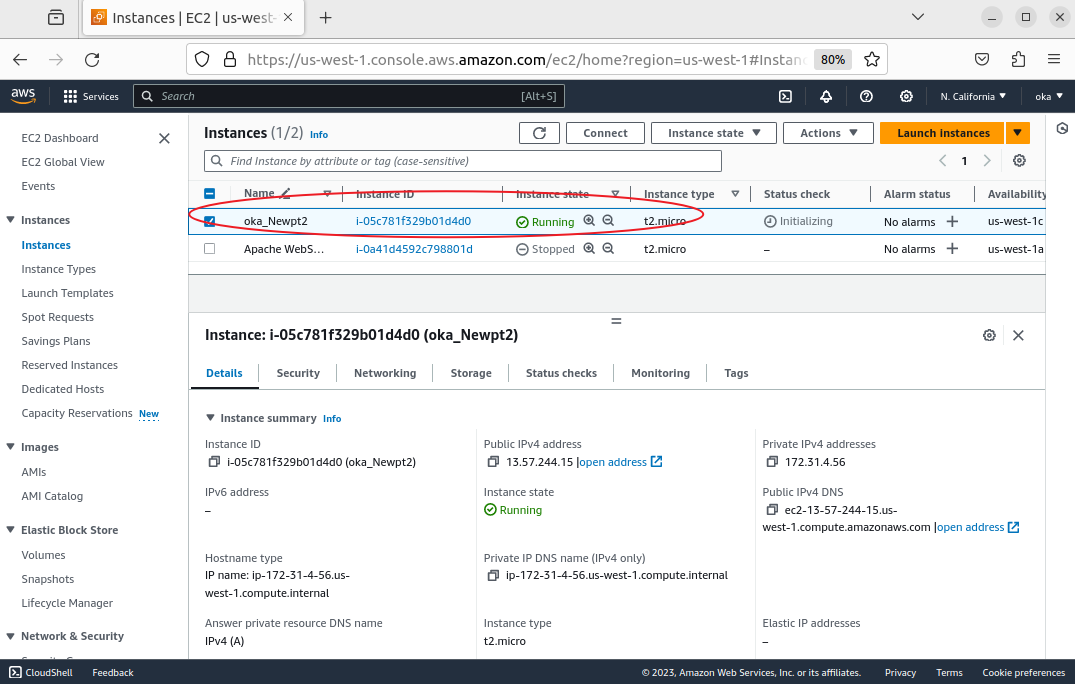 Instances | EC2 | us-west-
https://us-west-1.console.aws.amazon.com/ec2/home?region=us-west-1#Instanc
80%
aws
Services
Search
[Alt+S]
N. California
oka
EC2 Dashboard
EC2 Global View
Events
Instances
Instances
Instance Types
Launch Templates
Spot Requests
Savings Plans
Reserved Instances
Dedicated Hosts
Capacity Reservations New
Images
AMIs
AMI Catalog
Elastic Block Store
Volumes
Snapshots
Lifecycle Manager
Network & Security
Instances (1/2) Info
Connect
Instance state
Actions
Launch instances
Find Instance by attribute or tag (case-sensitive)
1
Name Instance ID Instance state Instance type Status check Alarm status Availability
oka_Newpt2 i-05c781f329b01d4d0 Running t2.micro Initializing No alarms us-west-1c
Apache WebS... i-0a41d4592c798801d Stopped t2.micro – No alarms us-west-1a
Instance: i-05c781f329b01d4d0 (oka_Newpt2)
Details Security Networking Storage Status checks Monitoring Tags
Instance summary Info
Instance ID
i-05c781f329b01d4d0 (oka_Newpt2)
Public IPv4 address
13.57.244.15 |open address
Private IPv4 addresses
172.31.4.56
IPv6 address
–
Instance state
Running
Public IPv4 DNS
ec2-13-57-244-15.us-
west-1.compute.amazonaws.com |open address
Hostname type
IP name: ip-172-31-4-56.us-
west-1.compute.internal
Private IP DNS name (IPv4 only)
ip-172-31-4-56.us-west-1.compute.internal
Answer private resource DNS name
IPv4 (A)
Instance type
t2.micro
Elastic IP addresses
–
CloudShell
Feedback
© 2023, Amazon Web Services, Inc. or its affiliates.
Privacy
Terms
Cookie preferences